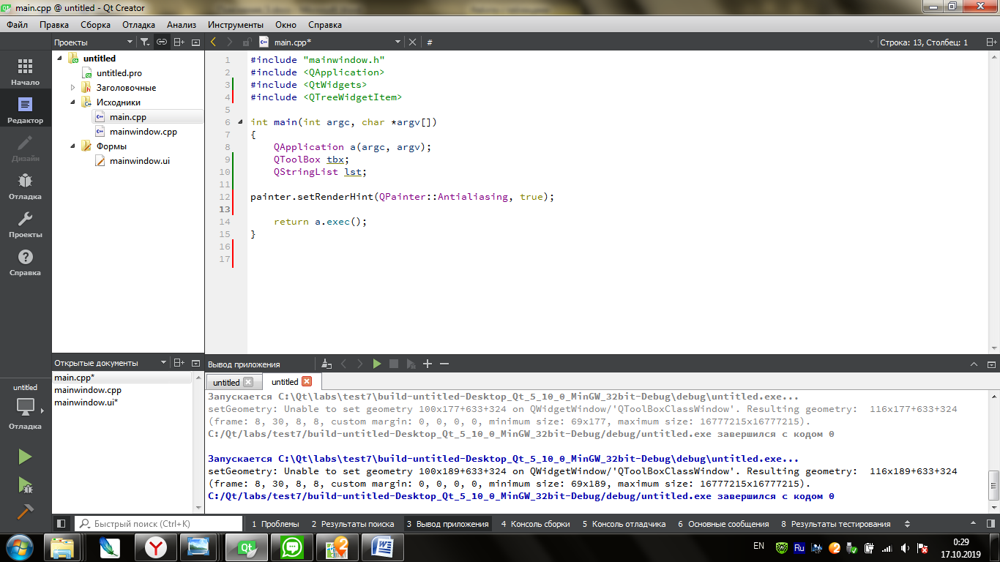 main.cpp @ untitled - Qt Creator
Файл Правка Сборка Отладка Анализ Инструменты Окно Справка
Проекты
main.cpp*
#
Строка: 13, Столбец: 1
Начало
Редактор
Дизайн
Отладка
Проекты
Справка
untitled
untitled.pro
Заголовочные
Исходники
main.cpp
mainwindow.cpp
Формы
mainwindow.ui
1 #include "mainwindow.h"
2 #include <QApplication>
3 #include <QtWidgets>
4 #include <QTreeWidgetItem>
5
6 int main(int argc, char *argv[])
7 {
8 QApplication a(argc, argv);
9 QToolBox tbx;
10 QStringList lst;
11
12 painter.setRenderHint(QPainter::Antialiasing, true);
13
14 return a.exec();
15 }
16
17
Открытые документы
main.cpp*
mainwindow.cpp
mainwindow.ui*
untitled
Отладка
Вывод приложения
untitled untitled
Запускается C:\Qt\labs\test7\build-untitled-Desktop_Qt_5_10_0_MinGW_32bit-Debug\debug\untitled.exe...
setGeometry: Unable to set geometry 100x177+633+324 on QWidgetWindow/'QToolBoxClassWindow'. Resulting geometry: 116x177+633+324
(frame: 8, 30, 8, 8, custom margin: 0, 0, 0, 0, minimum size: 69x177, maximum size: 16777215x16777215).
C:/Qt/labs/test7/build-untitled-Desktop_Qt_5_10_0_MinGW_32bit-Debug/debug/untitled.exe завершился с кодом 0
Запускается C:\Qt\labs\test7\build-untitled-Desktop_Qt_5_10_0_MinGW_32bit-Debug\debug\untitled.exe...
setGeometry: Unable to set geometry 100x189+633+324 on QWidgetWindow/'QToolBoxClassWindow'. Resulting geometry: 116x189+633+324
(frame: 8, 30, 8, 8, custom margin: 0, 0, 0, 0, minimum size: 69x189, maximum size: 16777215x16777215).
C:/Qt/labs/test7/build-untitled-Desktop_Qt_5_10_0_MinGW_32bit-Debug/debug/untitled.exe завершился с кодом 0
Быстрый поиск (Ctrl+K)
1 Проблемы 2 Результаты поиска 3 Вывод приложения 4 Консоль сборки 5 Консоль отладчика 6 Основные сообщения 8 Результаты тестирования
EN
Ru
0:29
17.10.2019